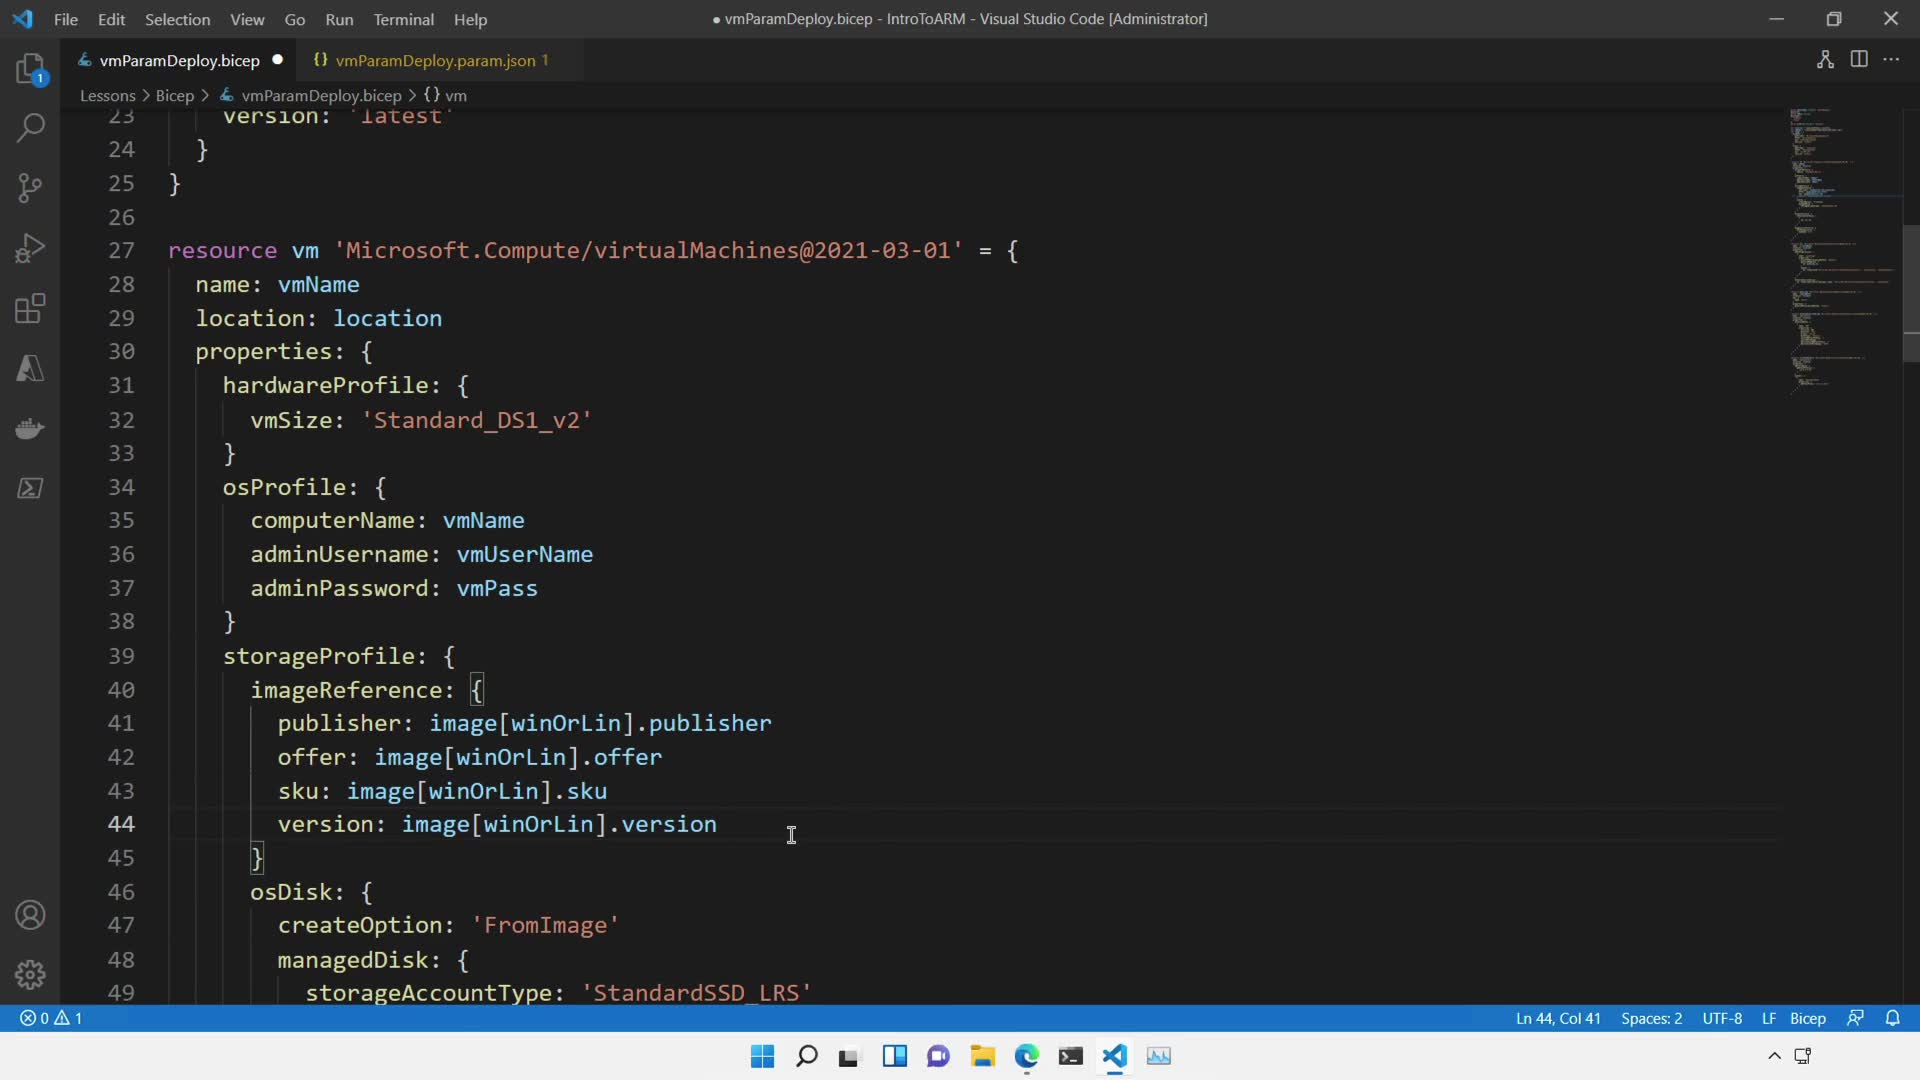 File Edit Selection View Go Run Terminal Help
● vmParamDeploy.bicep - IntroToARM - Visual Studio Code [Administrator]
1
vmParamDeploy.bicep ●
{} vmParamDeploy.param.json 1
Lessons > Bicep > vmParamDeploy.bicep > {} vm
23 version: 'latest'
24 }
25 }
26
27 resource vm 'Microsoft.Compute/virtualMachines@2021-03-01' = {
28 name: vmName
29 location: location
30 properties: {
31 hardwareProfile: {
32 vmSize: 'Standard_DS1_v2'
33 }
34 osProfile: {
35 computerName: vmName
36 adminUsername: vmUserName
37 adminPassword: vmPass
38 }
39 storageProfile: {
40 imageReference: {
41 publisher: image[winOrLin].publisher
42 offer: image[winOrLin].offer
43 sku: image[winOrLin].sku
44 version: image[winOrLin].version
45 }
46 osDisk: {
47 createOption: 'FromImage'
48 managedDisk: {
49 storageAccountType: 'StandardSSD_LRS'
0 1
Ln 44, Col 41 Spaces: 2 UTF-8 LF Bicep